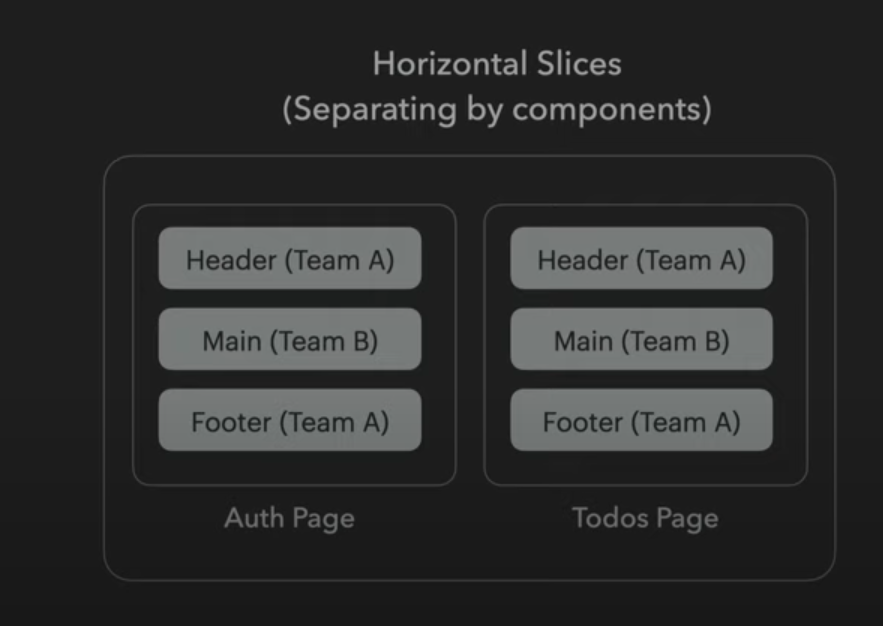 Horizontal Slices
(Separating by components)
Header (Team A)
Main (Team B)
Footer (Team A)
Auth Page
Header (Team A)
Main (Team B)
Footer (Team A)
Todos Page